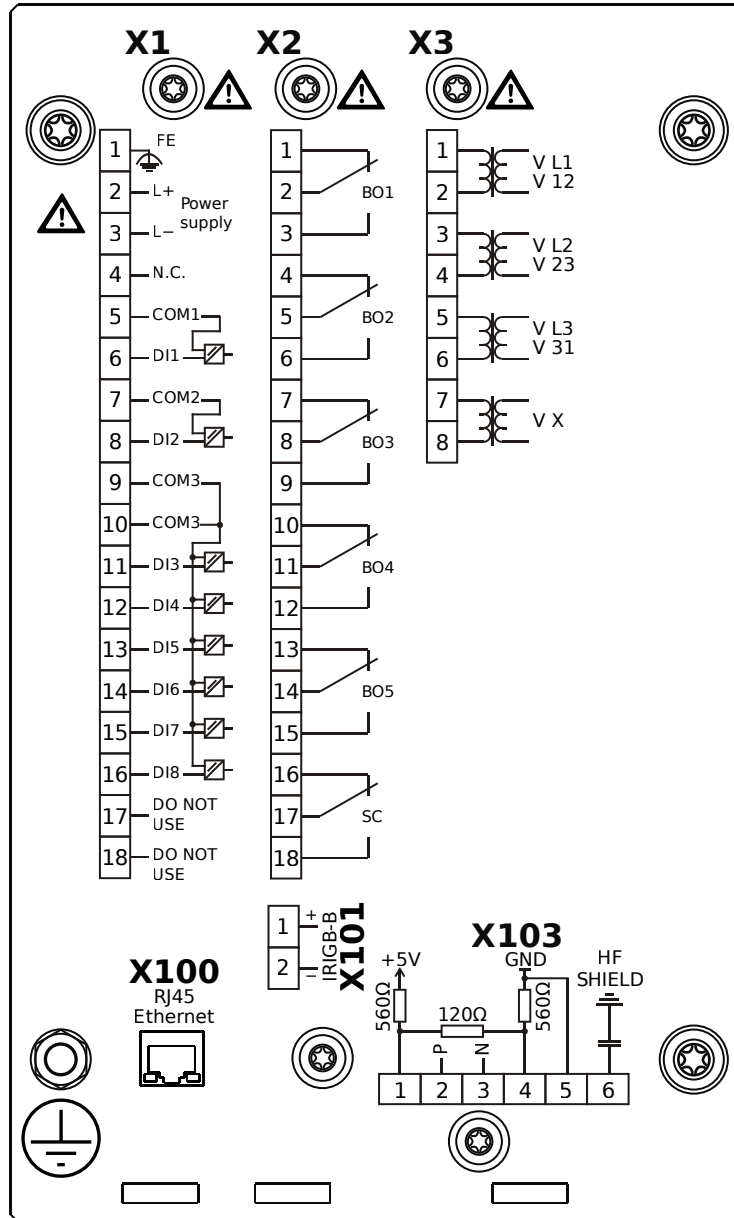 X1
X2
X3
1 FE
2 L+
Power
supply
3 L−
4 N.C.
5 COM1
6 DI1
7 COM2
8 DI2
9 COM3
10 COM3
11 DI3
12 DI4
13 DI5
14 DI6
15 DI7
16 DI8
17 DO NOT
USE
18 DO NOT
USE
1
2 BO1
3
4
5 BO2
6
7
8 BO3
9
10
11 BO4
12
13
14 BO5
15
16
17 SC
18
1 V L1
2 V 12
3 V L2
4 V 23
5 V L3
6 V 31
7
V X
8
1 +
2 −
IRIGB-B
X101
X100
RJ45
Ethernet
X103
+5V
GND
HF
SHIELD
560Ω
120Ω
560Ω
P
N
1 2 3 4 5 6